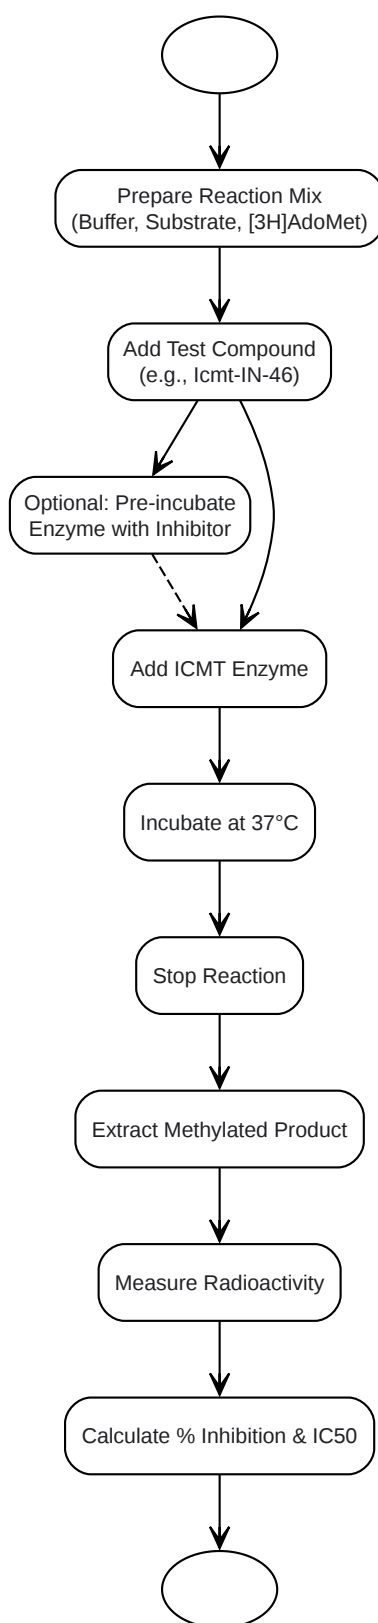 Prepare Reaction Mix
(Buffer, Substrate, [3H]AdoMet)
Add Test Compound
(e.g., Icmt-IN-46)
Optional: Pre-incubate
Enzyme with Inhibitor
Add ICMT Enzyme
Incubate at 37°C
Stop Reaction
Extract Methylated Product
Measure Radioactivity
Calculate % Inhibition & IC50